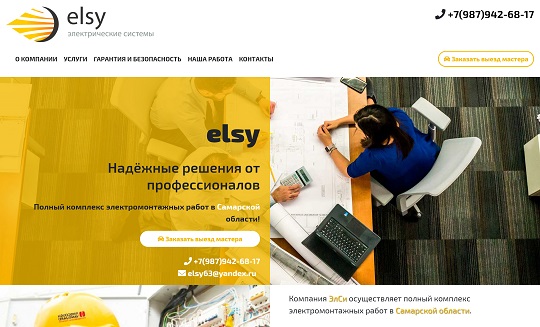 elsy
электрические системы
+7(987)942-68-17
О КОМПАНИИ УСЛУГИ ГАРАНТИЯ И БЕЗОПАСНОСТЬ НАША РАБОТА КОНТАКТЫ
Заказать выезд мастера
elsy
Надёжные решения от
профессионалов
Полный комплекс электромонтажных работ в Самарской
области!
Заказать выезд мастера
+7(987)942-68-17
elsy63@yandex.ru
Компания ЭлСи осуществляет полный комплекс
электромонтажных работ в Самарской области.